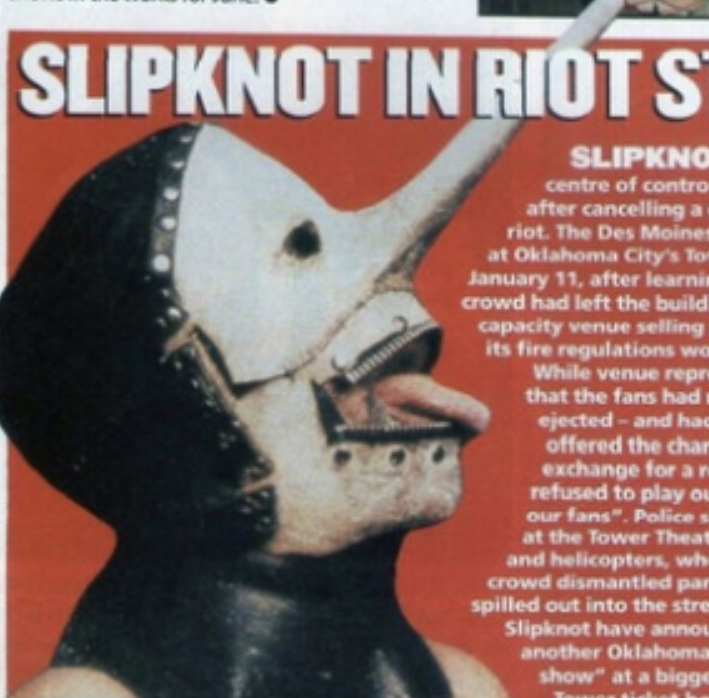 SLIPKNOT IN RIOT ST
SLIPKNO
centre of contro
after cancelling a
riot. The Des Moines
at Oklahoma City's To
January 11, after learnin
crowd had left the build
capacity venue selling
its fire regulations wo
While venue repre
that the fans had
ejected – and had
offered the chan
exchange for a re
refused to play ou
our fans". Police s
at the Tower Theat
and helicopters, wh
crowd dismantled par
spilled out into the stre
Slipknot have annou
another Oklahoma
show" at a bigge